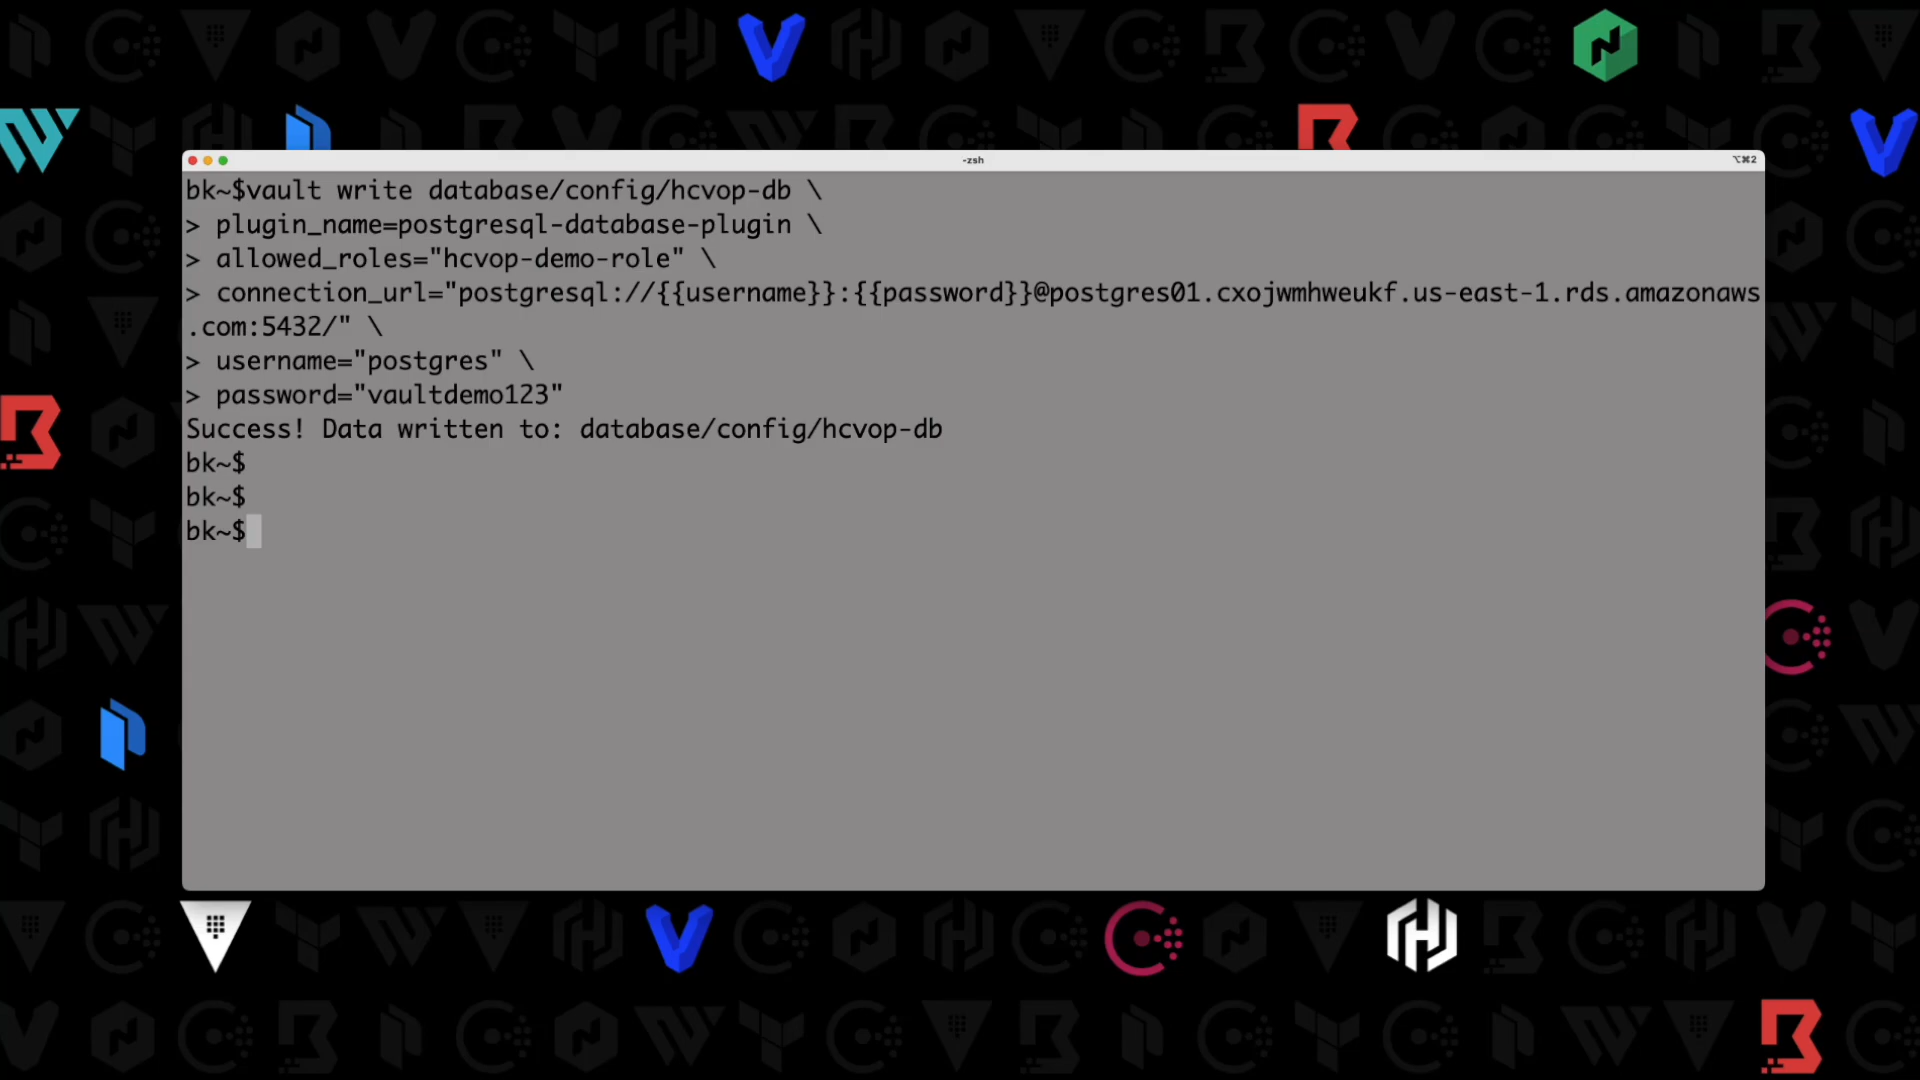 -zsh
⌥⌘2
bk~$vault write database/config/hcvop-db \
> plugin_name=postgresql-database-plugin \
> allowed_roles="hcvop-demo-role" \
> connection_url="postgresql://{{username}}:{{password}}@postgres01.cxojwmhweukf.us-east-1.rds.amazonaws
.com:5432/" \
> username="postgres" \
> password="vaultdemo123"
Success! Data written to: database/config/hcvop-db
bk~$
bk~$
bk~$